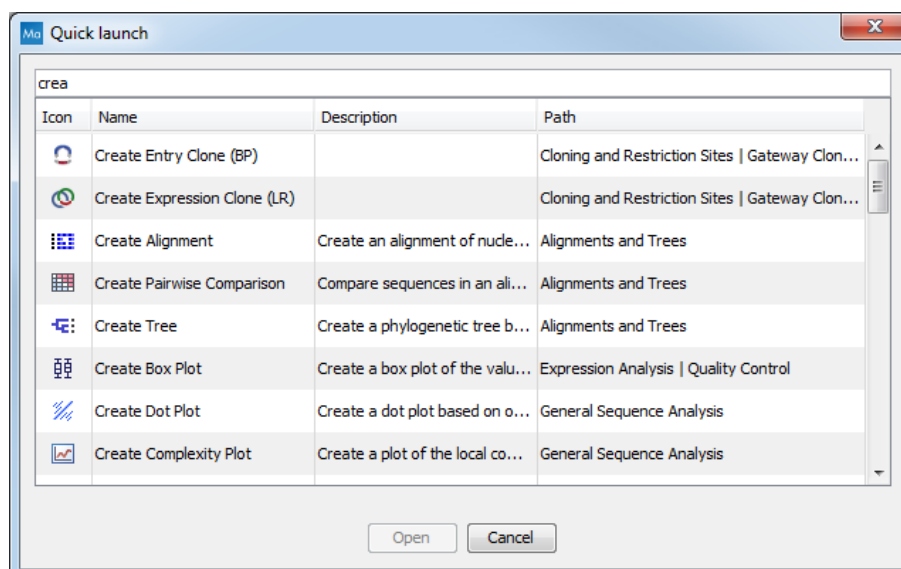 Ma Quick launch
crea
Icon Name Description Path
Create Entry Clone (BP) Cloning and Restriction Sites | Gateway Clon...
Create Expression Clone (LR) Cloning and Restriction Sites | Gateway Clon...
Create Alignment Create an alignment of nucle... Alignments and Trees
Create Pairwise Comparison Compare sequences in an ali... Alignments and Trees
Create Tree Create a phylogenetic tree b... Alignments and Trees
Create Box Plot Create a box plot of the valu... Expression Analysis | Quality Control
Create Dot Plot Create a dot plot based on o... General Sequence Analysis
Create Complexity Plot Create a plot of the local co... General Sequence Analysis
Open Cancel